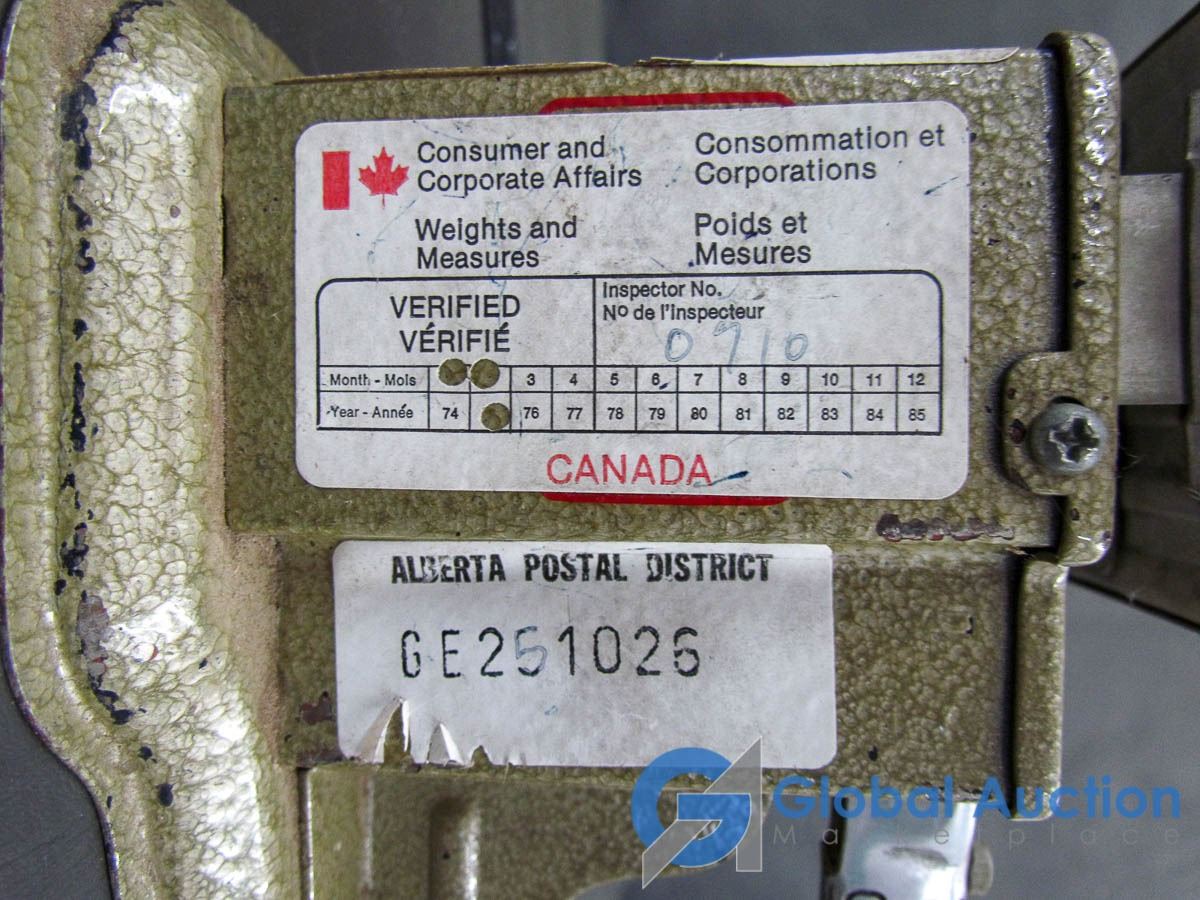 Consumer and
Corporate Affairs
Consommation et
Corporations
Weights and
Measures
Poids et
Mesures
VERIFIED
VÉRIFIÉ
Inspector No.
Nº de l'Inspecteur
0910
Month - Mois 3 4 5 6 7 8 9 10 11 12
Year - Année 74 76 77 78 79 80 81 82 83 84 85
CANADA
ALBERTA POSTAL DISTRICT
GE251026
Global Auction
Marketplace